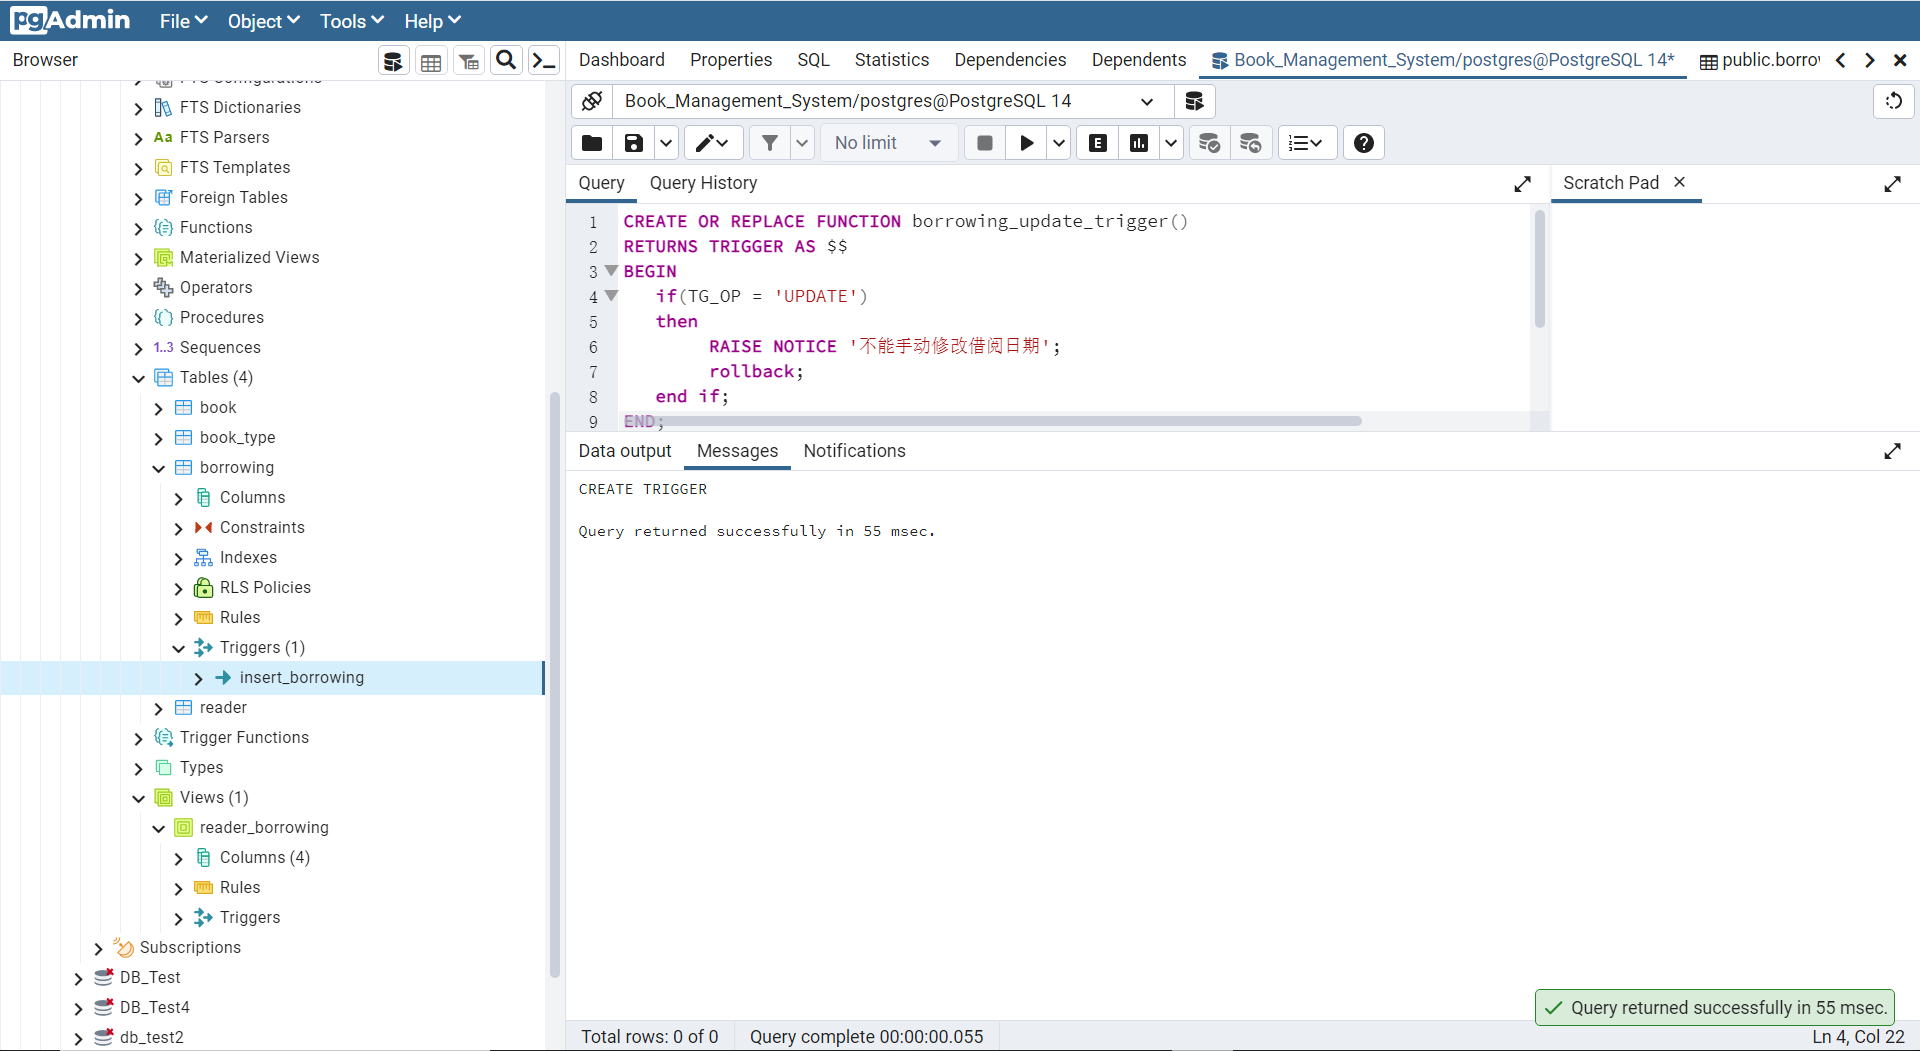 pgAdmin File Object Tools Help
Browser
FTS Configurations
FTS Dictionaries
Aa FTS Parsers
FTS Templates
Foreign Tables
Functions
Materialized Views
Operators
Procedures
1..3 Sequences
Tables (4)
book
book_type
borrowing
Columns
Constraints
Indexes
RLS Policies
Rules
Triggers (1)
insert_borrowing
reader
Trigger Functions
Types
Views (1)
reader_borrowing
Columns (4)
Rules
Triggers
Subscriptions
DB_Test
DB_Test4
db_test2
Dashboard Properties SQL Statistics Dependencies Dependents Book_Management_System/postgres@PostgreSQL 14* public.borro
Book_Management_System/postgres@PostgreSQL 14
No limit E
Query Query History
1 CREATE OR REPLACE FUNCTION borrowing_update_trigger()
2 RETURNS TRIGGER AS $$
3 BEGIN
4 if(TG_OP = 'UPDATE')
5 then
6 RAISE NOTICE '不能手动修改借阅日期';
7 rollback;
8 end if;
9 END;
Scratch Pad
Data output Messages Notifications
CREATE TRIGGER
Query returned successfully in 55 msec.
Query returned successfully in 55 msec.
Total rows: 0 of 0 Query complete 00:00:00.055 Ln 4, Col 22